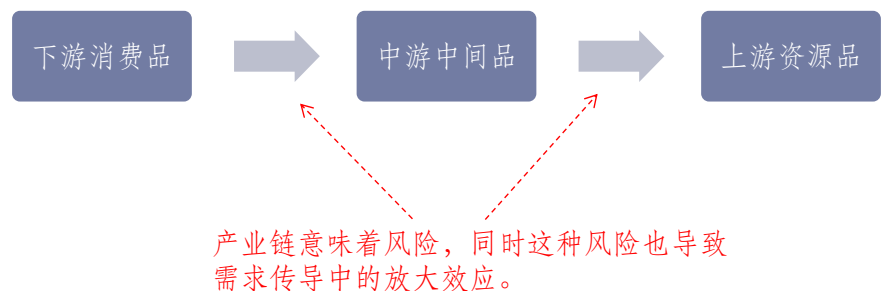 下游消费品
中游中间品
上游资源品
产业链意味着风险，同时这种风险也导致
需求传导中的放大效应。